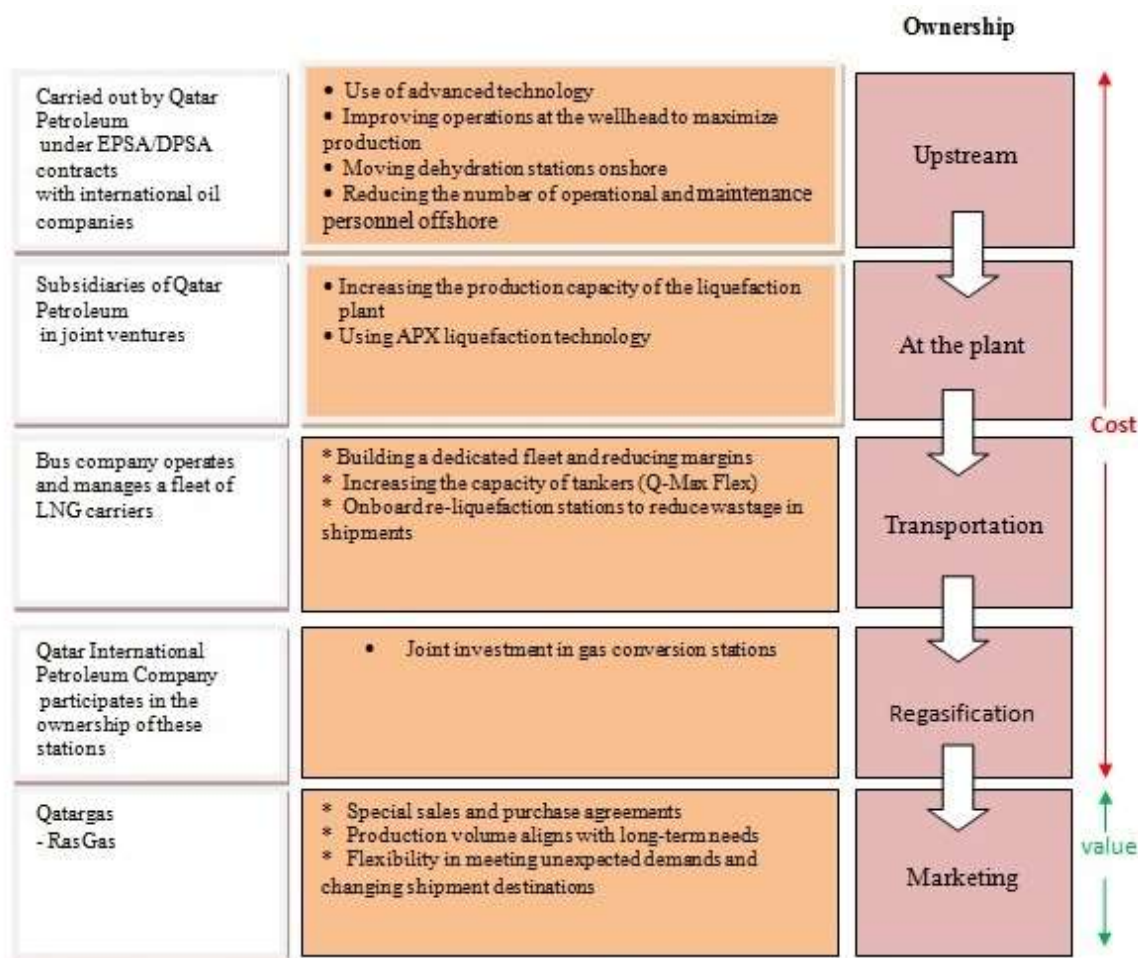 Ownership
Carried out by Qatar
Petroleum
under EPSA/DPSA
contracts
with international oil
companies
• Use of advanced technology
• Improving operations at the wellhead to maximize
production
• Moving dehydration stations onshore
• Reducing the number of operational and maintenance
personnel offshore
Upstream
Subsidiaries of Qatar
Petroleum
in joint ventures
• Increasing the production capacity of the liquefaction
plant
• Using APX liquefaction technology
At the plant
Cost
Bus company operates
and manages a fleet of
LNG carriers
* Building a dedicated fleet and reducing margins
* Increasing the capacity of tankers (Q-Max Flex)
* Onboard re-liquefaction stations to reduce wastage in
shipments
Transportation
Qatar International
Petroleum Company
participates in the
ownership of these
stations
• Joint investment in gas conversion stations
Regasification
Qatargas
- RasGas
* Special sales and purchase agreements
* Production volume aligns with long-term needs
* Flexibility in meeting unexpected demands and
changing shipment destinations
Marketing
value